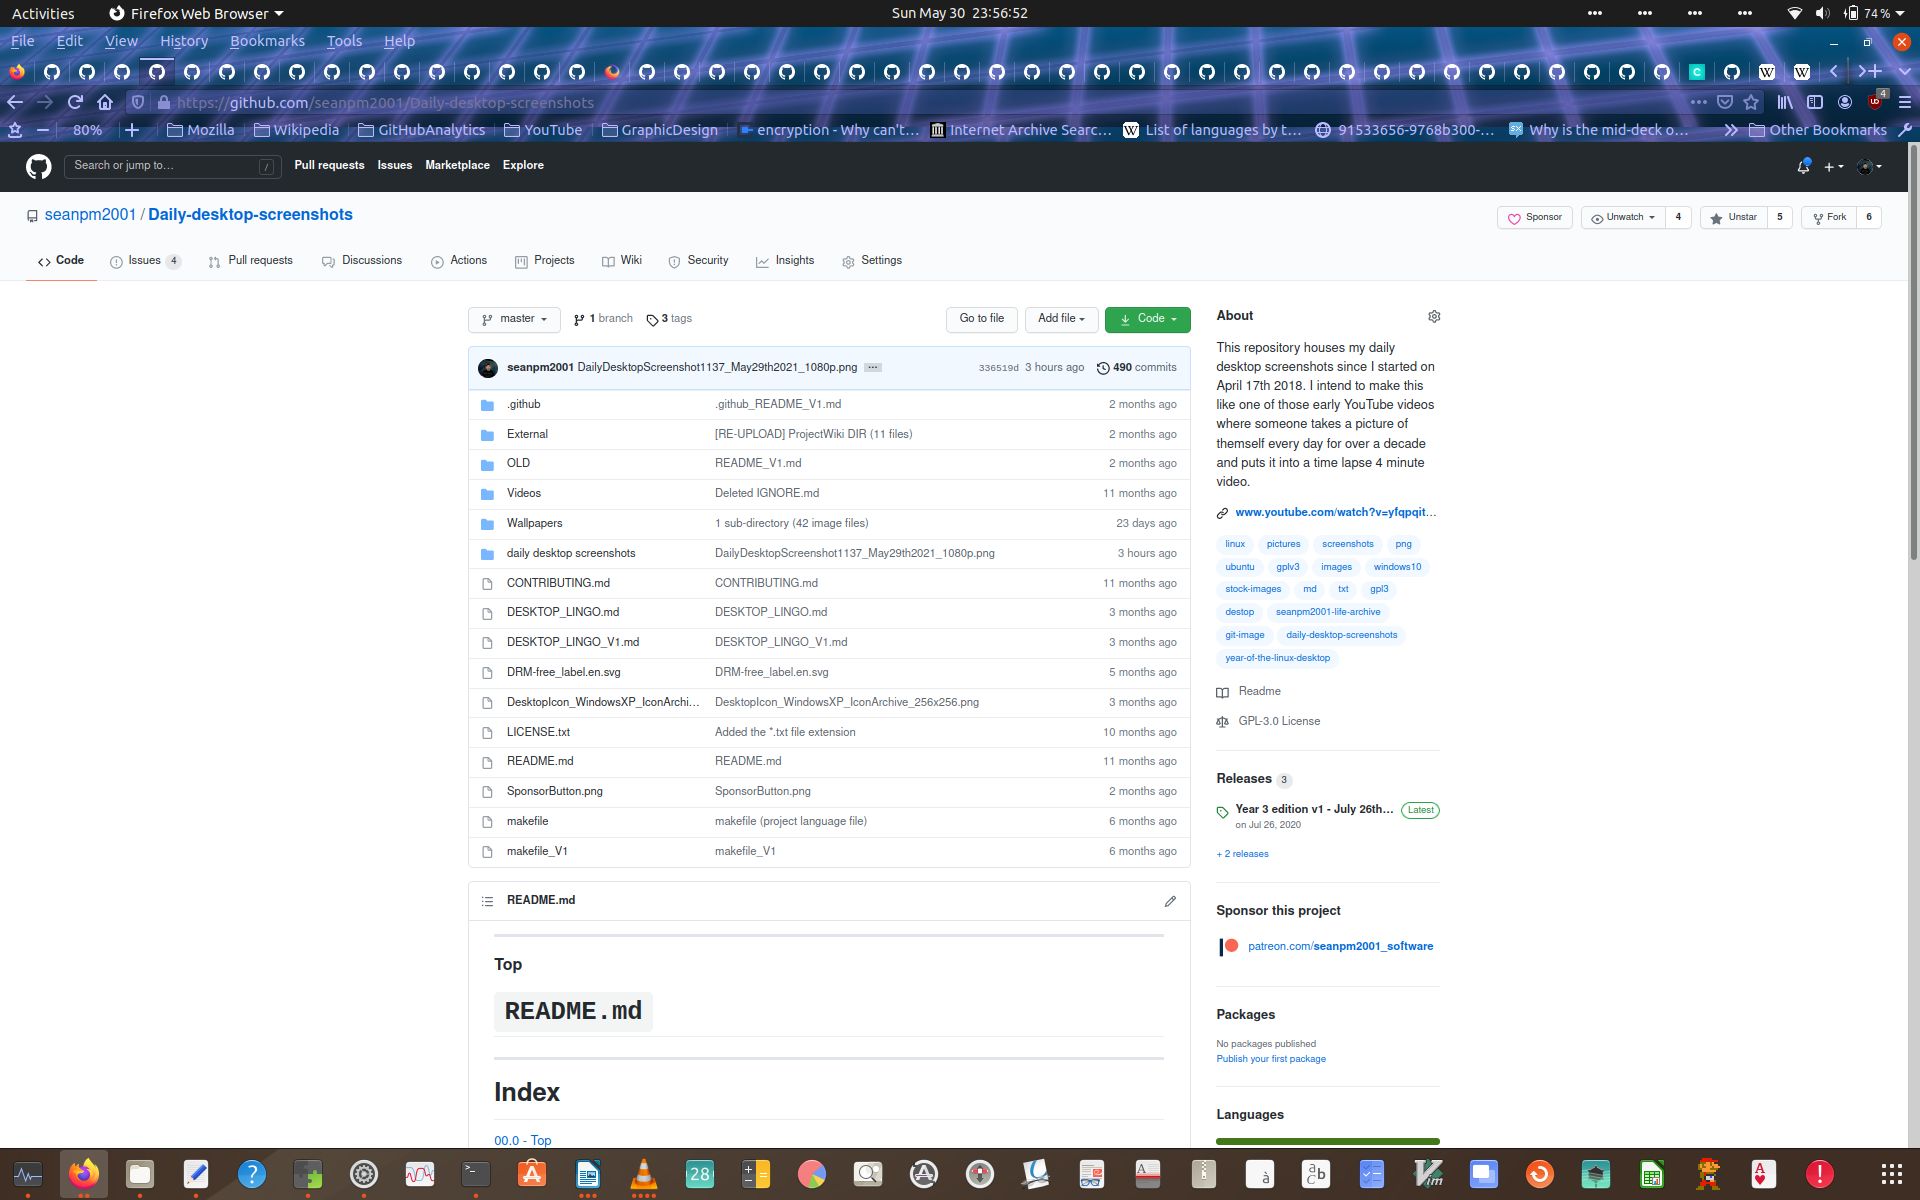 Activities Firefox Web Browser Sun May 30 23:56:52 74 %
File Edit View History Bookmarks Tools Help
https://github.com/seanpm2001/Daily-desktop-screenshots 4
80% Mozilla Wikipedia GitHubAnalytics YouTube GraphicDesign encryption - Why can't... Internet Archive Searc... List of languages by t... 91533656-9768b300-... Why is the mid-deck o... Other Bookmarks
Search or jump to... / Pull requests Issues Marketplace Explore
seanpm2001 / Daily-desktop-screenshots Sponsor Unwatch 4 Unstar 5 Fork 6
Code Issues 4 Pull requests Discussions Actions Projects Wiki Security Insights Settings
master 1 branch 3 tags Go to file Add file Code
seanpm2001 DailyDesktopScreenshot1137_May29th2021_1080p.png ... 336519d 3 hours ago 490 commits
.github .github_README_V1.md 2 months ago
External [RE-UPLOAD] ProjectWiki DIR (11 files) 2 months ago
OLD README_V1.md 2 months ago
Videos Deleted IGNORE.md 11 months ago
Wallpapers 1 sub-directory (42 image files) 23 days ago
daily desktop screenshots DailyDesktopScreenshot1137_May29th2021_1080p.png 3 hours ago
CONTRIBUTING.md CONTRIBUTING.md 11 months ago
DESKTOP_LINGO.md DESKTOP_LINGO.md 3 months ago
DESKTOP_LINGO_V1.md DESKTOP_LINGO_V1.md 3 months ago
DRM-free_label.en.svg DRM-free_label.en.svg 5 months ago
DesktopIcon_WindowsXP_IconArchi... DesktopIcon_WindowsXP_IconArchive_256x256.png 3 months ago
LICENSE.txt Added the *.txt file extension 10 months ago
README.md README.md 11 months ago
SponsorButton.png SponsorButton.png 2 months ago
makefile makefile (project language file) 6 months ago
makefile_V1 makefile_V1 6 months ago
README.md
Top
README.md
Index
00.0 - Top
About
This repository houses my daily
desktop screenshots since I started on
April 17th 2018. I intend to make this
like one of those early YouTube videos
where someone takes a picture of
themself every day for over a decade
and puts it into a time lapse 4 minute
video.
www.youtube.com/watch?v=yfqpqit...
linux pictures screenshots png
ubuntu gplv3 images windows10
stock-images md txt gpl3
destop seanpm2001-life-archive
git-image daily-desktop-screenshots
year-of-the-linux-desktop
Readme
GPL-3.0 License
Releases 3
Year 3 edition v1 - July 26th... Latest
on Jul 26, 2020
+ 2 releases
Sponsor this project
patreon.com/seanpm2001_software
Packages
No packages published
Publish your first package
Languages
28